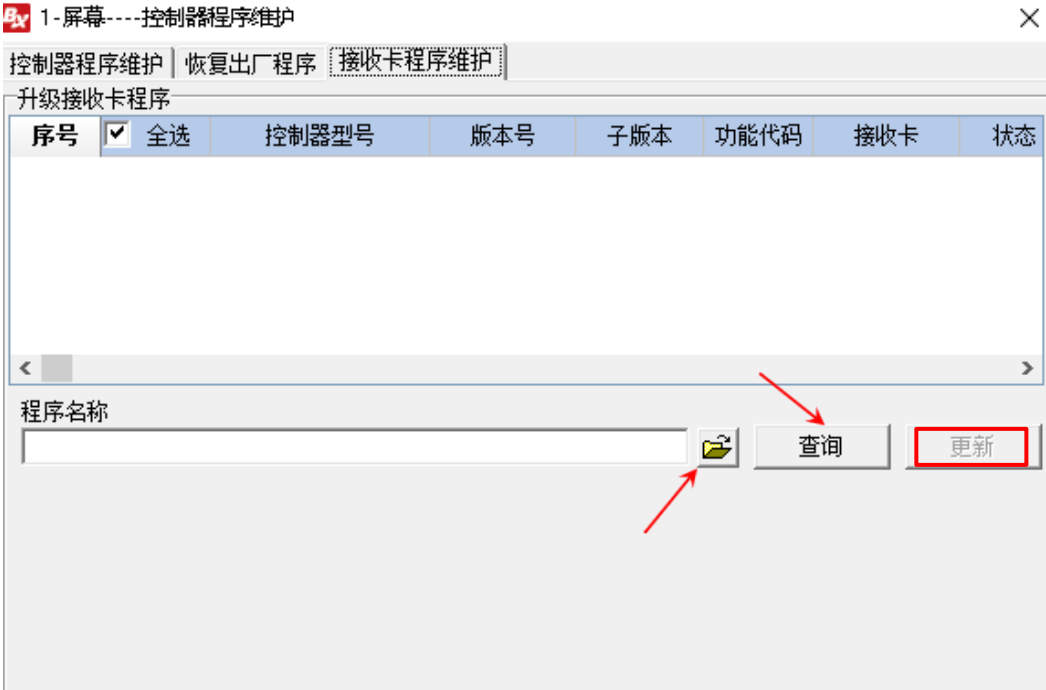 BX 1-屏幕----控制器程序维护
控制器程序维护 恢复出厂程序 接收卡程序维护
升级接收卡程序
序号 全选 控制器型号 版本号 子版本 功能代码 接收卡 状态
程序名称
查询 更新